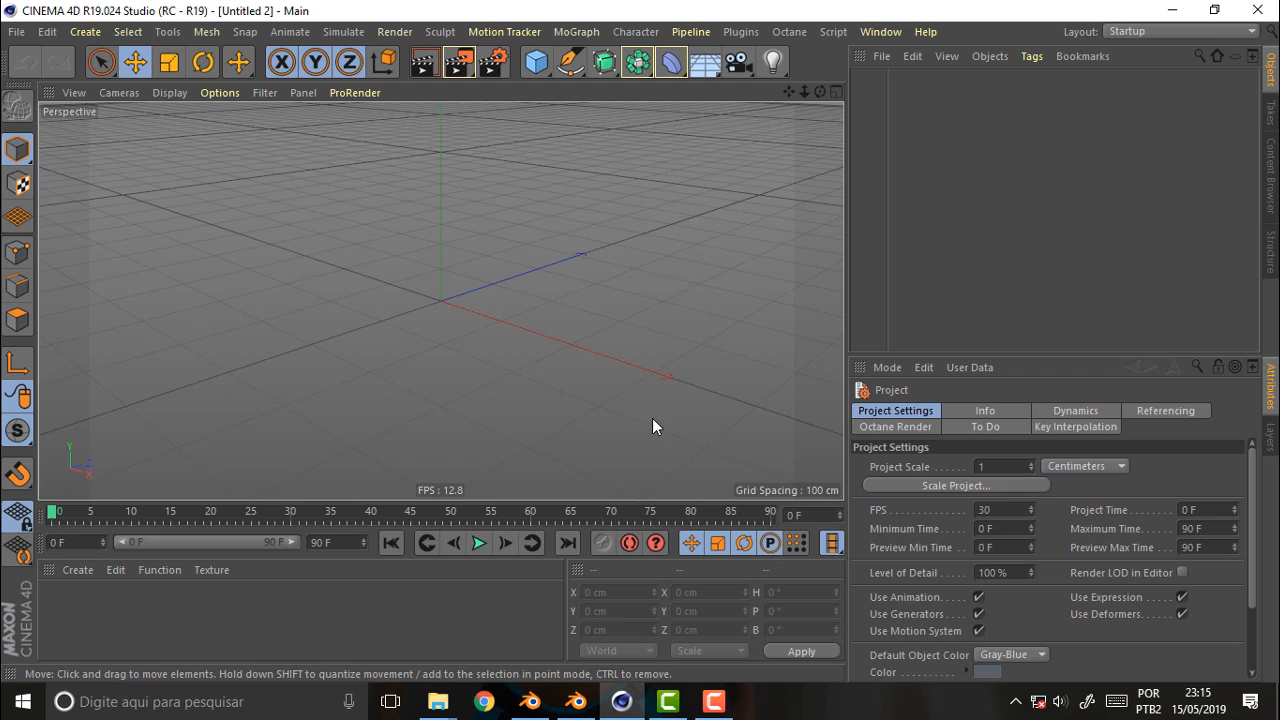 CINEMA 4D R19.024 Studio (RC - R19) - [Untitled 2] - Main
File Edit Create Select Tools Mesh Snap Animate Simulate Render Sculpt Motion Tracker MoGraph Character Pipeline Plugins Octane Script Window Help Layout: Startup
X Y Z
File Edit View Objects Tags Bookmarks
View Cameras Display Options Filter Panel ProRender
Perspective
Y
Z
X
FPS : 12.8
Grid Spacing : 100 cm
0 5 10 15 20 25 30 35 40 45 50 55 60 65 70 75 80 85 90 0 F
0 F 0 F 90 F 90 F
Create Edit Function Texture
-- -- --
X 0 cm X 0 cm H 0 °
Y 0 cm Y 0 cm P 0 °
Z 0 cm Z 0 cm B 0 °
World Scale Apply
MAXON
CINEMA 4D
Objects
Takes
Content Browser
Structure
Attributes
Layers
Mode Edit User Data
Project
Project Settings Info Dynamics Referencing
Octane Render To Do Key Interpolation
Project Settings
Project Scale 1 Centimeters
Scale Project...
FPS 30 Project Time 0 F
Minimum Time 0 F Maximum Time 90 F
Preview Min Time 0 F Preview Max Time 90 F
Level of Detail 100 % Render LOD in Editor
Use Animation Use Expression
Use Generators Use Deformers
Use Motion System
Default Object Color Gray-Blue
Color
Move: Click and drag to move elements. Hold down SHIFT to quantize movement / add to the selection in point mode, CTRL to remove.
Digite aqui para pesquisar
POR
PTB2
23:15
15/05/2019